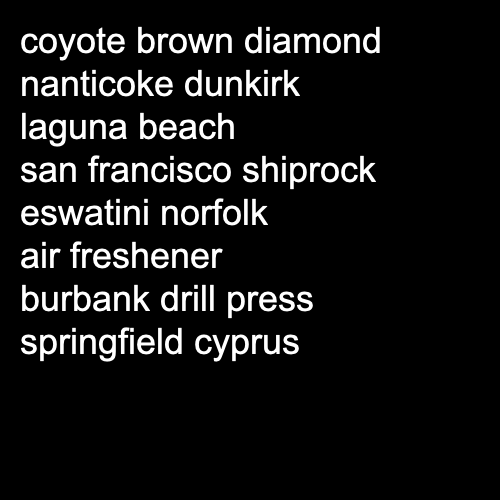 coyote brown diamond
nanticoke dunkirk
laguna beach
san francisco shiprock
eswatini norfolk
air freshener
burbank drill press
springfield cyprus